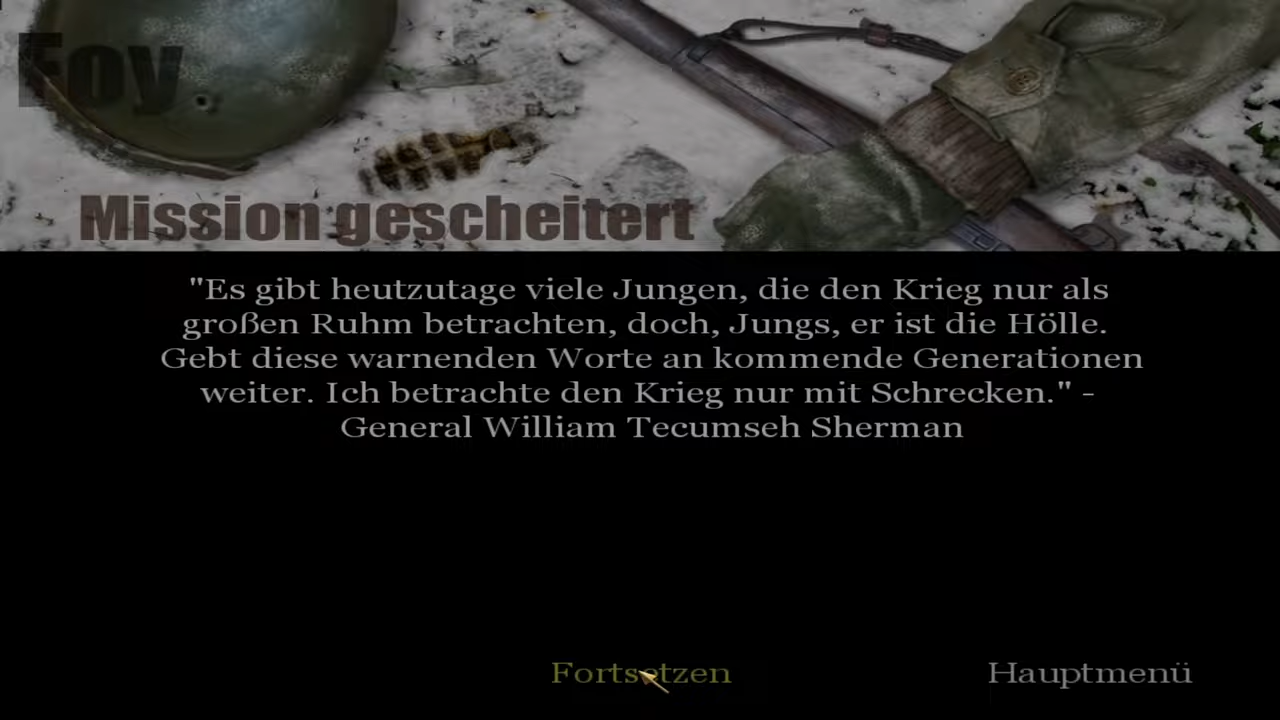 Foy
Mission gescheitert
"Es gibt heutzutage viele Jungen, die den Krieg nur als
großen Ruhm betrachten, doch, Jungs, er ist die Hölle.
Gebt diese warnenden Worte an kommende Generationen
weiter. Ich betrachte den Krieg nur mit Schrecken." -
General William Tecumseh Sherman
Fortsetzen
Hauptmenü